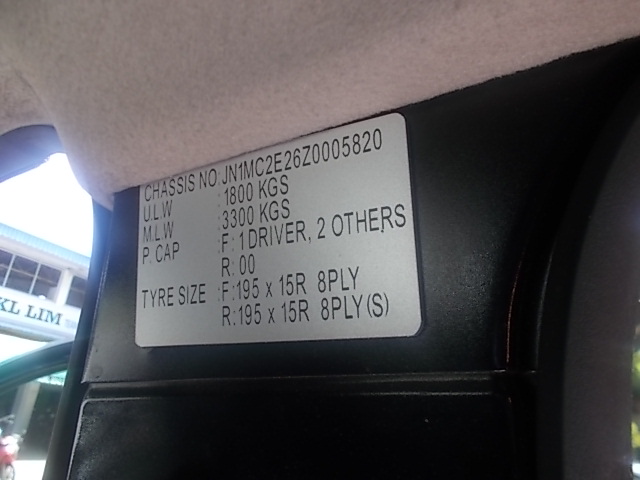 CHASSIS NO: JN1MC2E26Z0005820
U.L.W : 1800 KGS
M.L.W : 3300 KGS
P. CAP F: 1 DRIVER, 2 OTHERS
R: 00
TYRE SIZE :F:195 x 15R 8PLY
R:195 x 15R 8PLY(S)
KL LIM